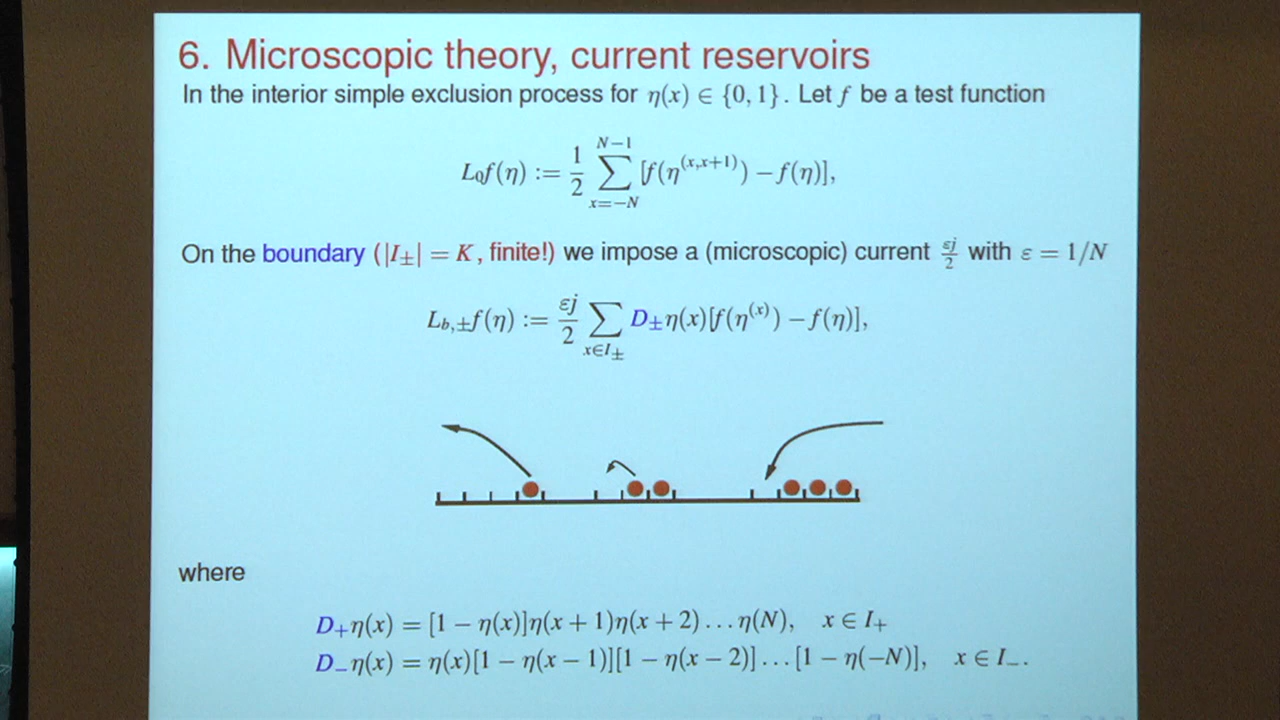 6. Microscopic theory, current reservoirs
In the interior simple exclusion process for η(x) ∈ {0, 1}. Let f be a test function
L₀f(η) := 1/2 ∑_{x=−N}^{N−1} [f(η^{(x,x+1)}) − f(η)],
On the boundary (|I±| = K, finite!) we impose a (microscopic) current εj/2 with ε = 1/N
L_{b,±}f(η) := εj/2 ∑_{x∈I±} D±η(x)[f(η^{(x)}) − f(η)],
where
D₊η(x) = [1 − η(x)]η(x + 1)η(x + 2) . . . η(N), x ∈ I₊
D₋η(x) = η(x)[1 − η(x − 1)][1 − η(x − 2)] . . . [1 − η(−N)], x ∈ I₋.